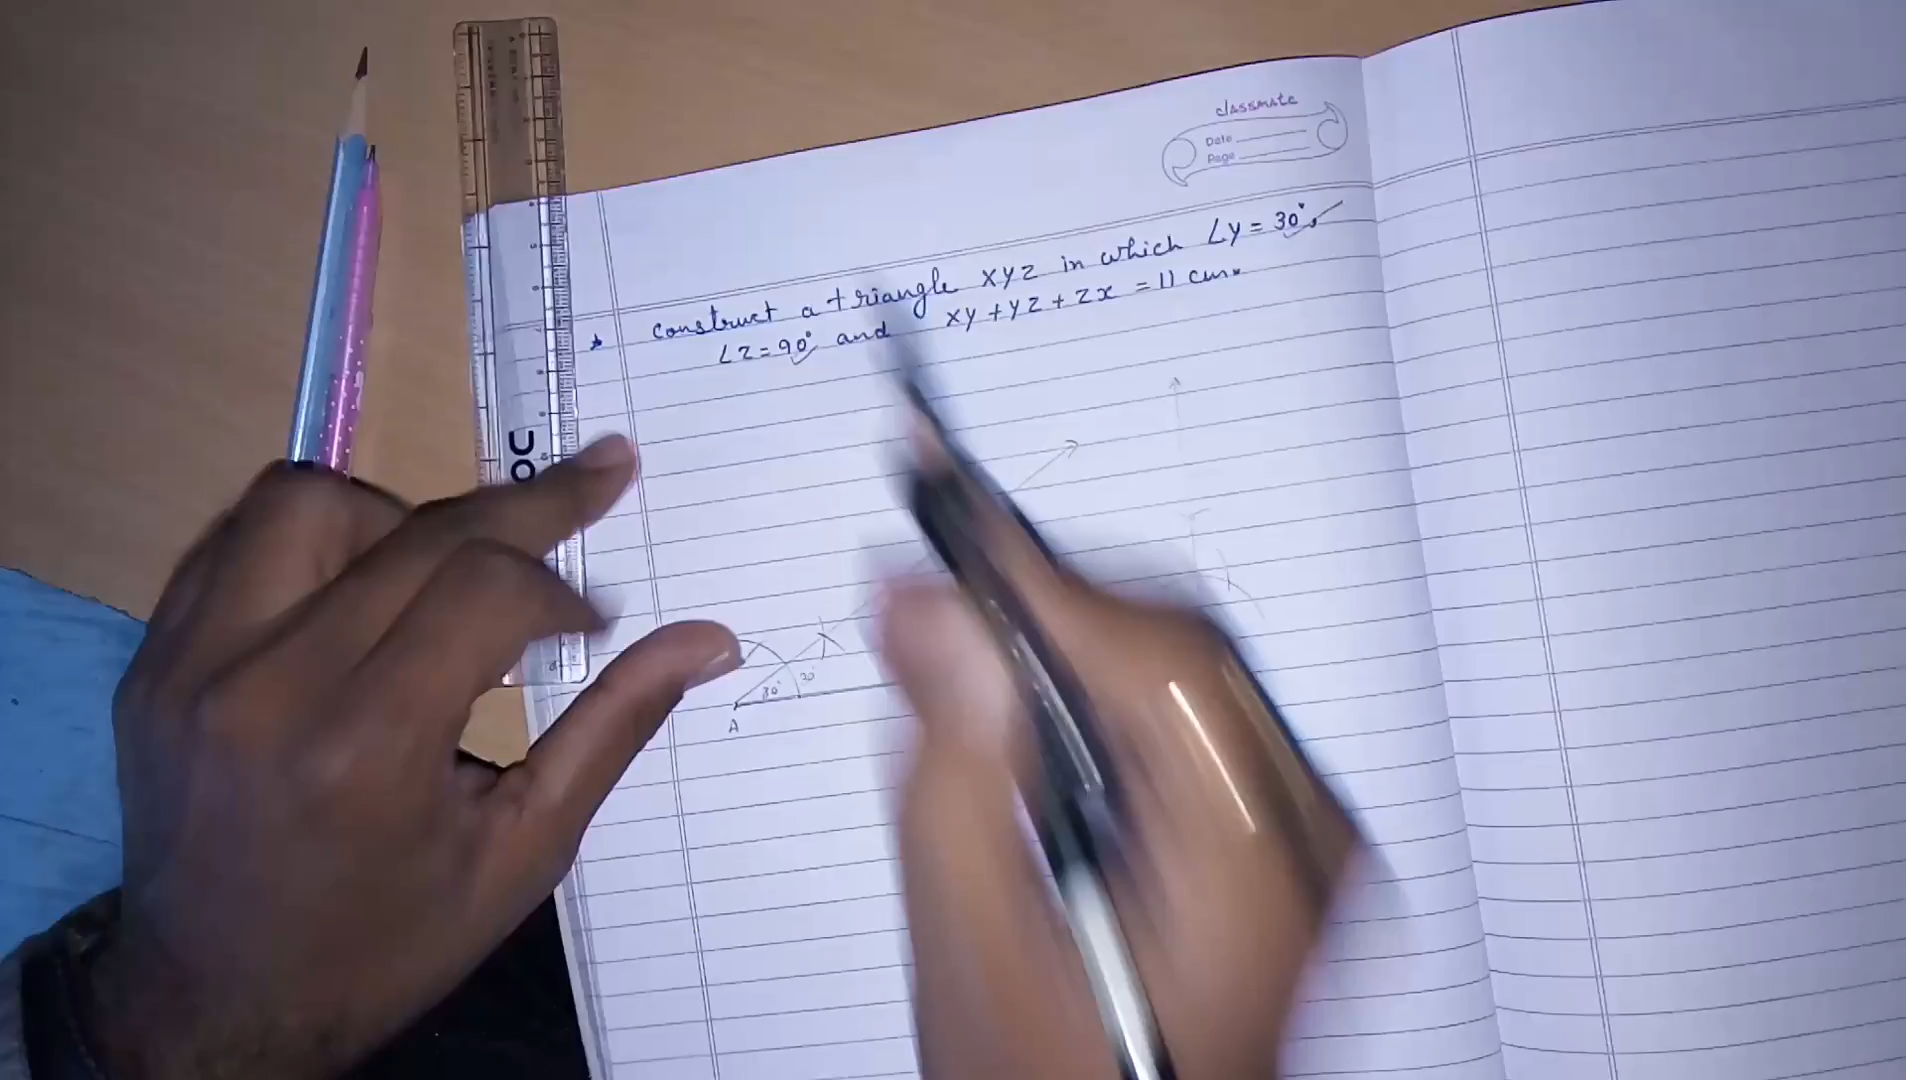 classmate
Date
Page
construct a triangle XYZ in which ∠Y = 30°,
∠Z = 90° and XY + YZ + ZX = 11 cm.
30° 30°
A